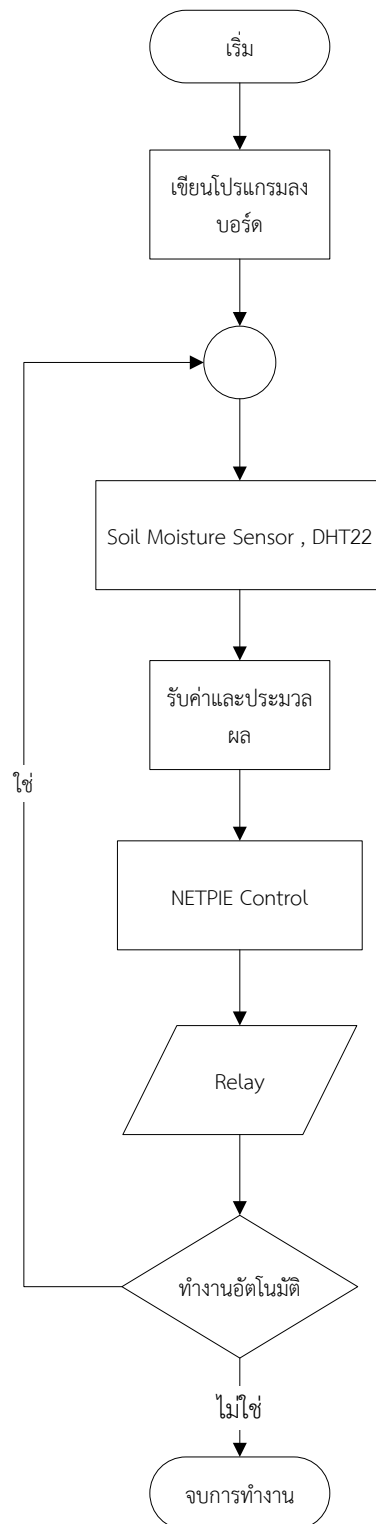 เริ่ม
เขียนโปรแกรมลง
บอร์ด
Soil Moisture Sensor , DHT22
รับค่าและประมวล
ผล
ใช่
NETPIE Control
Relay
ทำงานอัตโนมัติ
ไม่ใช่
จบการทำงาน